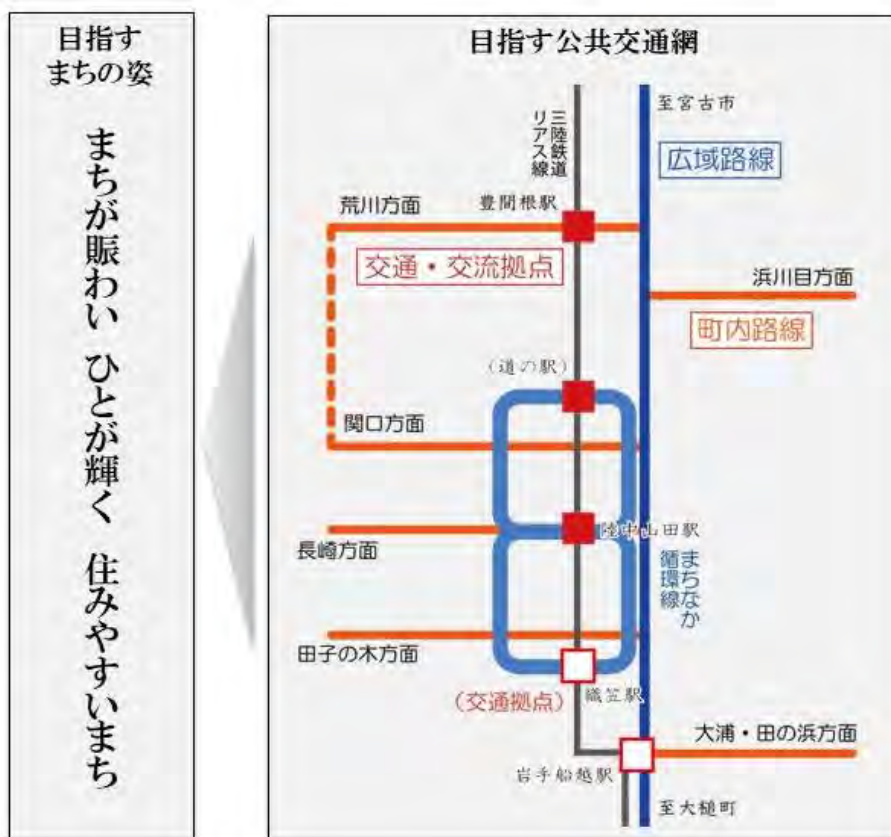 目指す
まちの姿
まちが賑わい ひとが輝く 住みやすいまち
目指す公共交通網
至宮古市
三陸鉄道
リアス線
広域路線
豊間根駅
荒川方面
交通・交流拠点
浜川目方面
町内路線
(道の駅)
関口方面
陸中山田駅
長崎方面
まちなか
循環線
田子の木方面
(交通拠点)
織笠駅
大浦・田の浜方面
岩手船越駅
至大槌町